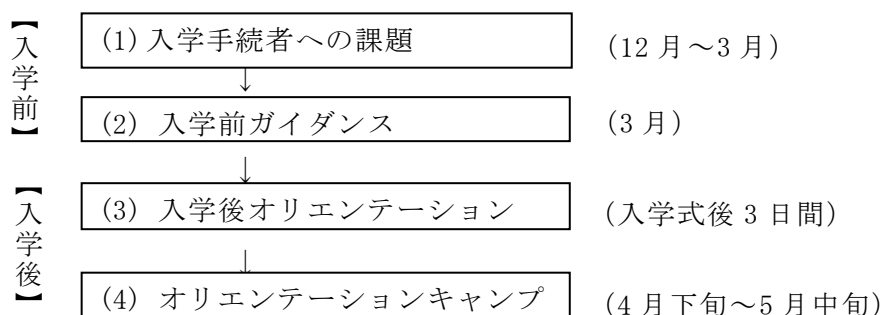 【入学前】
(1) 入学手続者への課題 (12月～3月)
↓
(2) 入学前ガイダンス (3月)
↓
【入学後】
(3) 入学後オリエンテーション (入学式後3日間)
↓
(4) オリエンテーションキャンプ (4月下旬～5月中旬)